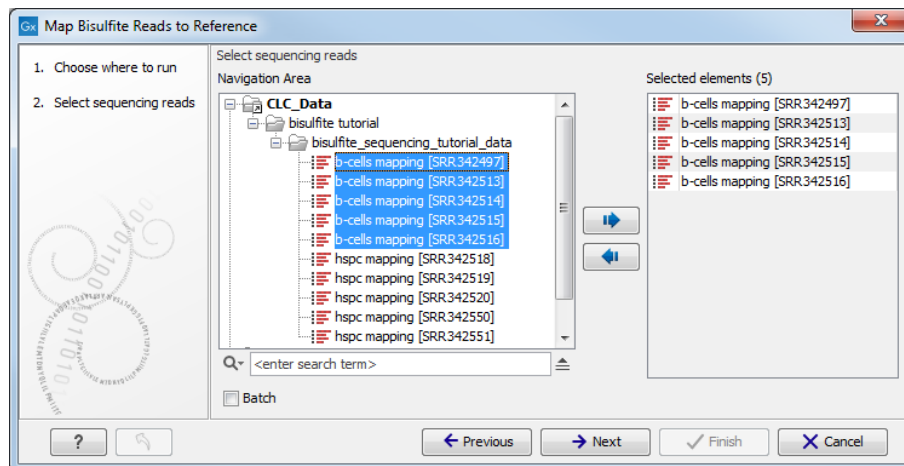 Gx Map Bisulfite Reads to Reference
1. Choose where to run
2. Select sequencing reads
Select sequencing reads
Navigation Area
CLC_Data
bisulfite tutorial
bisulfite_sequencing_tutorial_data
b-cells mapping [SRR342497]
b-cells mapping [SRR342513]
b-cells mapping [SRR342514]
b-cells mapping [SRR342515]
b-cells mapping [SRR342516]
hspc mapping [SRR342518]
hspc mapping [SRR342519]
hspc mapping [SRR342520]
hspc mapping [SRR342550]
hspc mapping [SRR342551]
<enter search term>
Batch
Selected elements (5)
b-cells mapping [SRR342497]
b-cells mapping [SRR342513]
b-cells mapping [SRR342514]
b-cells mapping [SRR342515]
b-cells mapping [SRR342516]
? Previous Next Finish Cancel